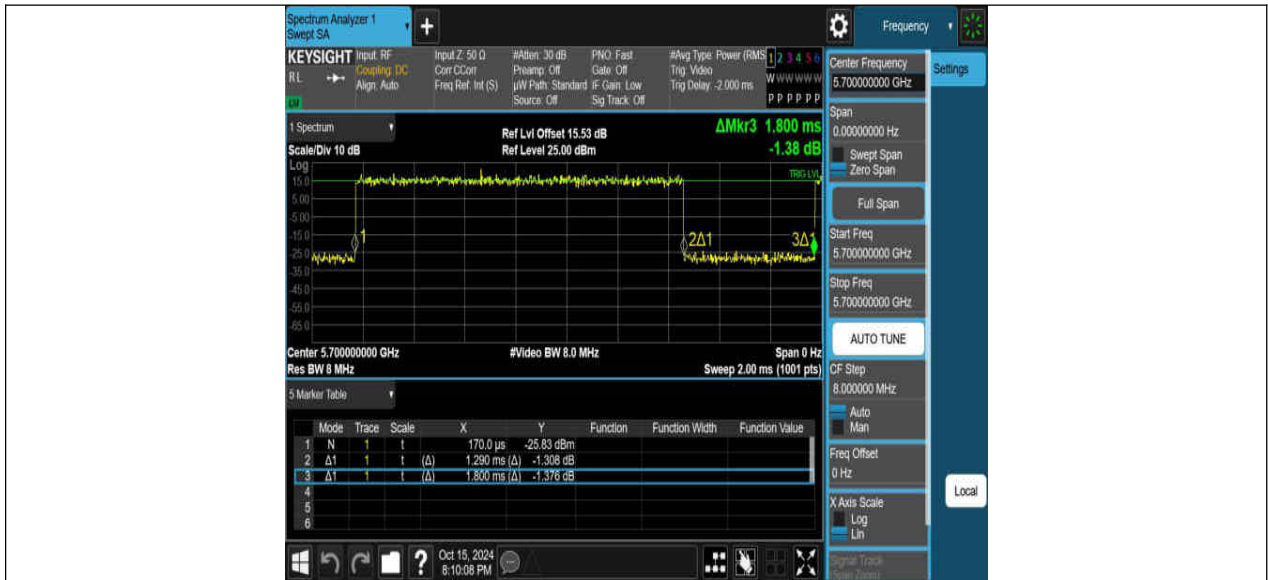 Spectrum Analyzer 1
Swept SA
+
Frequency
KEYSIGHT
RL
Input: RF
Coupling: DC
Align: Auto
Input Z: 50 Ω
Corr CCorr
Freq Ref: Int (S)
#Atten: 30 dB
Preamp: Off
µW Path: Standard
Source: Off
PNO: Fast
Gate: Off
IF Gain: Low
Sig Track: Off
#Avg Type: Power (RMS
Trig: Video
Trig Delay: -2.000 ms
1 2 3 4 5 6
W W W W W W
P P P P P P
Center Frequency
5.700000000 GHz
Settings
1 Spectrum
Scale/Div 10 dB
Ref Lvl Offset 15.53 dB
Ref Level 25.00 dBm
ΔMkr3 1.800 ms
-1.38 dB
Log
15.0
5.00
-5.00
-15.0
-25.0
-35.0
-45.0
-55.0
-65.0
TRIG LVL
1
2Δ1
3Δ1
Center 5.700000000 GHz
#Video BW 8.0 MHz
Span 0 Hz
Res BW 8 MHz
Sweep 2.00 ms (1001 pts)
Span
0.00000000 Hz
Swept Span
Zero Span
Full Span
Start Freq
5.700000000 GHz
Stop Freq
5.700000000 GHz
AUTO TUNE
CF Step
8.000000 MHz
Auto
Man
Freq Offset
0 Hz
X Axis Scale
Log
Lin
Signal Track
(Span Zoom)
Local
5 Marker Table
Mode Trace Scale X Y Function Function Width Function Value
1 N 1 t 170.0 µs -25.83 dBm
2 Δ1 1 t (Δ) 1.290 ms (Δ) -1.308 dB
3 Δ1 1 t (Δ) 1.800 ms (Δ) -1.376 dB
4
5
6
?
Oct 15, 2024
8:10:08 PM